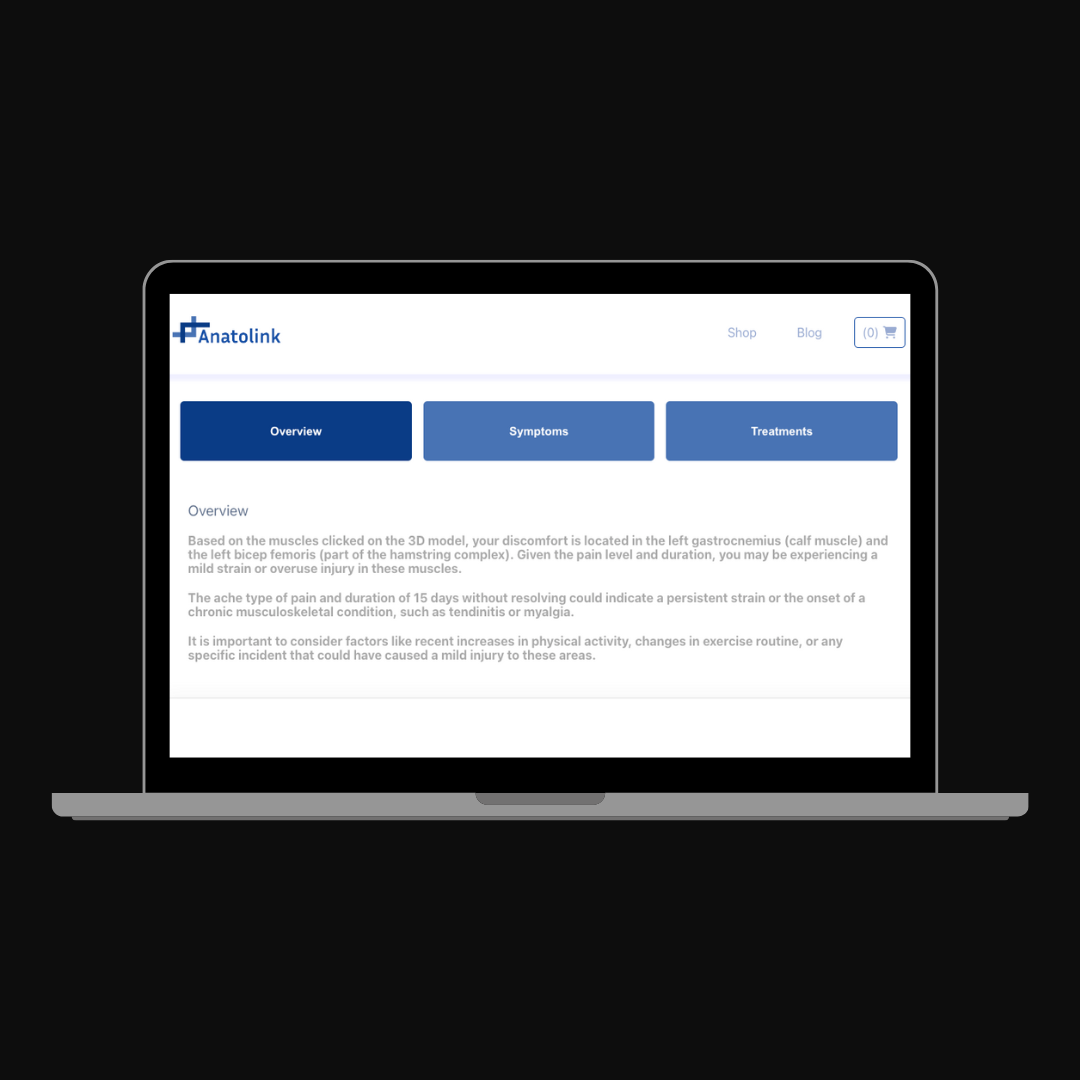 Anatolink
Shop
Blog
(0)
Overview
Symptoms
Treatments
Overview
Based on the muscles clicked on the 3D model, your discomfort is located in the left gastrocnemius (calf muscle) and
the left bicep femoris (part of the hamstring complex). Given the pain level and duration, you may be experiencing a
mild strain or overuse injury in these muscles.
The ache type of pain and duration of 15 days without resolving could indicate a persistent strain or the onset of a
chronic musculoskeletal condition, such as tendinitis or myalgia.
It is important to consider factors like recent increases in physical activity, changes in exercise routine, or any
specific incident that could have caused a mild injury to these areas.